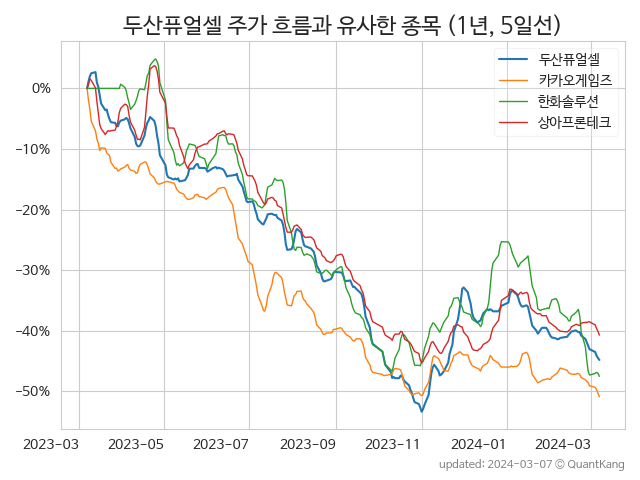 두산퓨얼셀 주가 흐름과 유사한 종목 (1년, 5일선)
두산퓨얼셀
카카오게임즈
한화솔루션
상아프론테크
0%
−10%
−20%
−30%
−40%
−50%
2023-03
2023-05
2023-07
2023-09
2023-11
2024-01
2024-03
updated: 2024-03-07 © QuantKang